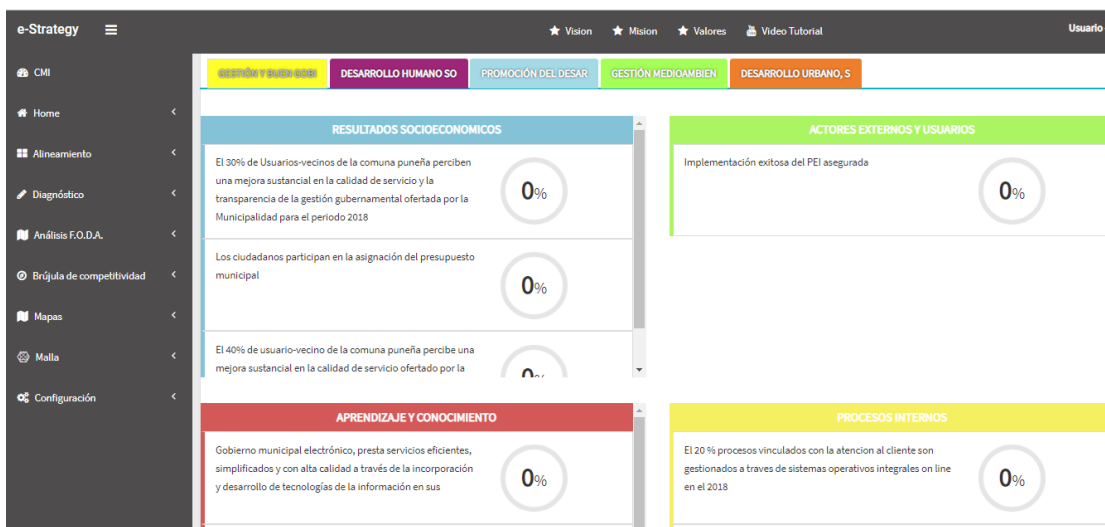 e-Strategy
Vision
Mision
Valores
Video Tutorial
Usuario
CMI
Home
Alineamiento
Diagnóstico
Análisis F.O.D.A.
Brújula de competitividad
Mapas
Malla
Configuración
GESTIÓN Y BUEN GOBI
DESARROLLO HUMANO SO
PROMOCIÓN DEL DESAR
GESTIÓN MEDIOAMBIEN
DESARROLLO URBANO, S
RESULTADOS SOCIECONOMICOS
El 30% de Usuarios-vecinos de la comuna puneña perciben
una mejora sustancial en la calidad de servicio y la
transparencia de la gestión gubernamental ofertada por la
Municipalidad para el periodo 2018
0%
Los ciudadanos participan en la asignación del presupuesto
municipal
0%
El 40% de usuario-vecino de la comuna puneña percibe una
mejora sustancial en la calidad de servicio ofertado por la
ACTORES EXTERNOS Y USUARIOS
Implementación exitosa del PEI asegurada
0%
APRENDIZAJE Y CONOCIMIENTO
Gobierno municipal electrónico, presta servicios eficientes,
simplificados y con alta calidad a través de la incorporación
y desarrollo de tecnologías de la información en sus
0%
PROCESOS INTERNOS
El 20 % procesos vinculados con la atencion al cliente son
gestionados a traves de sistemas operativos integrales on line
en el 2018
0%